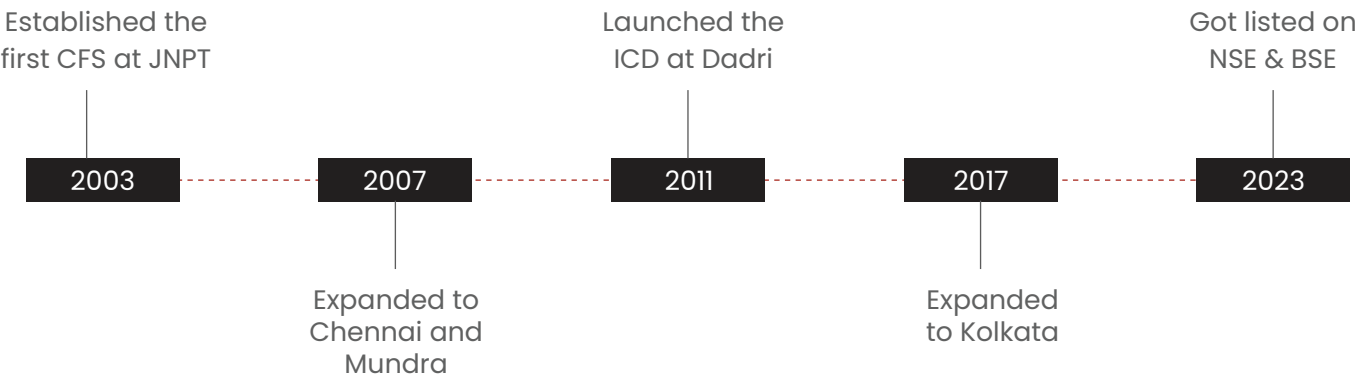 Established the
first CFS at JNPT
Launched the
ICD at Dadri
Got listed on
NSE & BSE
2003
2007
2011
2017
2023
Expanded to
Chennai and
Mundra
Expanded
to Kolkata